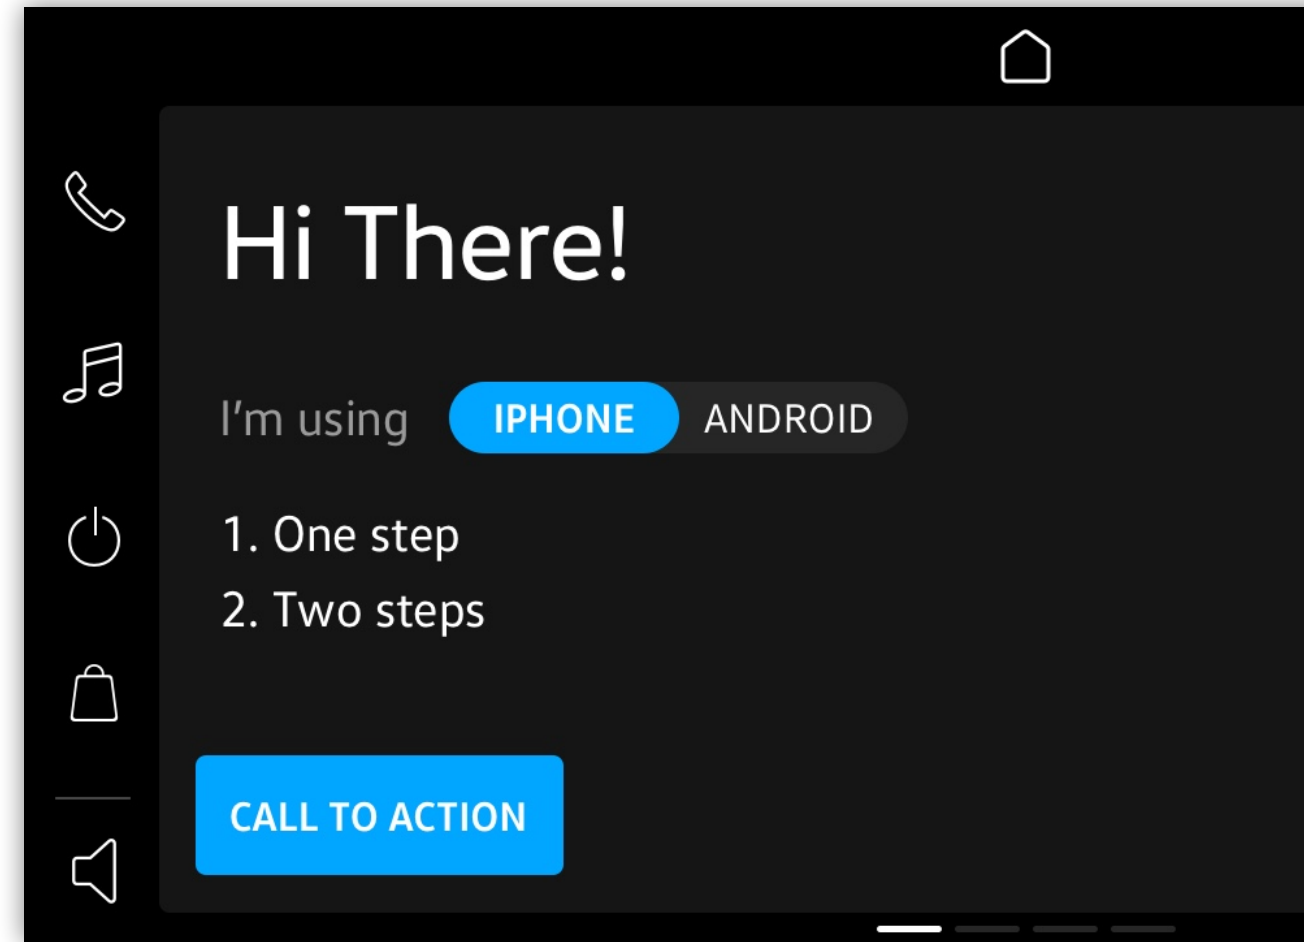 Hi There!
I'm using IPHONE ANDROID
1. One step
2. Two steps
CALL TO ACTION